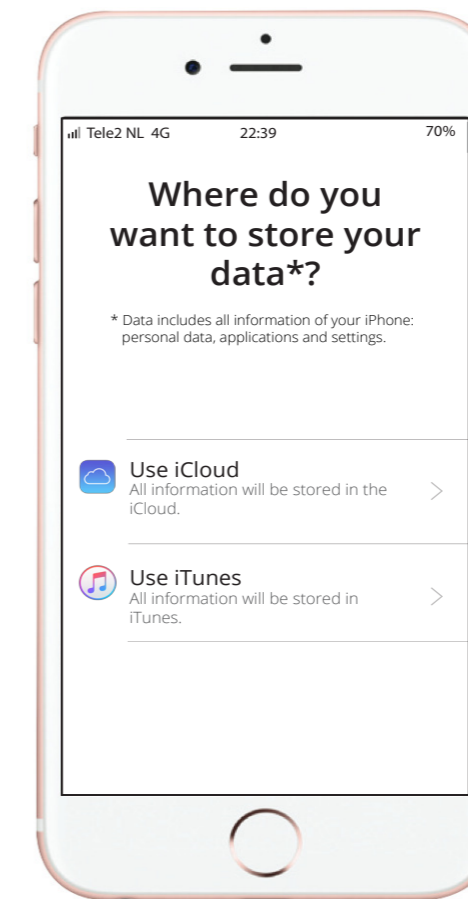 Tele2 NL 4G 22:39 70%
Where do you
want to store your
data*?
* Data includes all information of your iPhone:
personal data, applications and settings.
Use iCloud
All information will be stored in the
iCloud.
Use iTunes
All information will be stored in
iTunes.